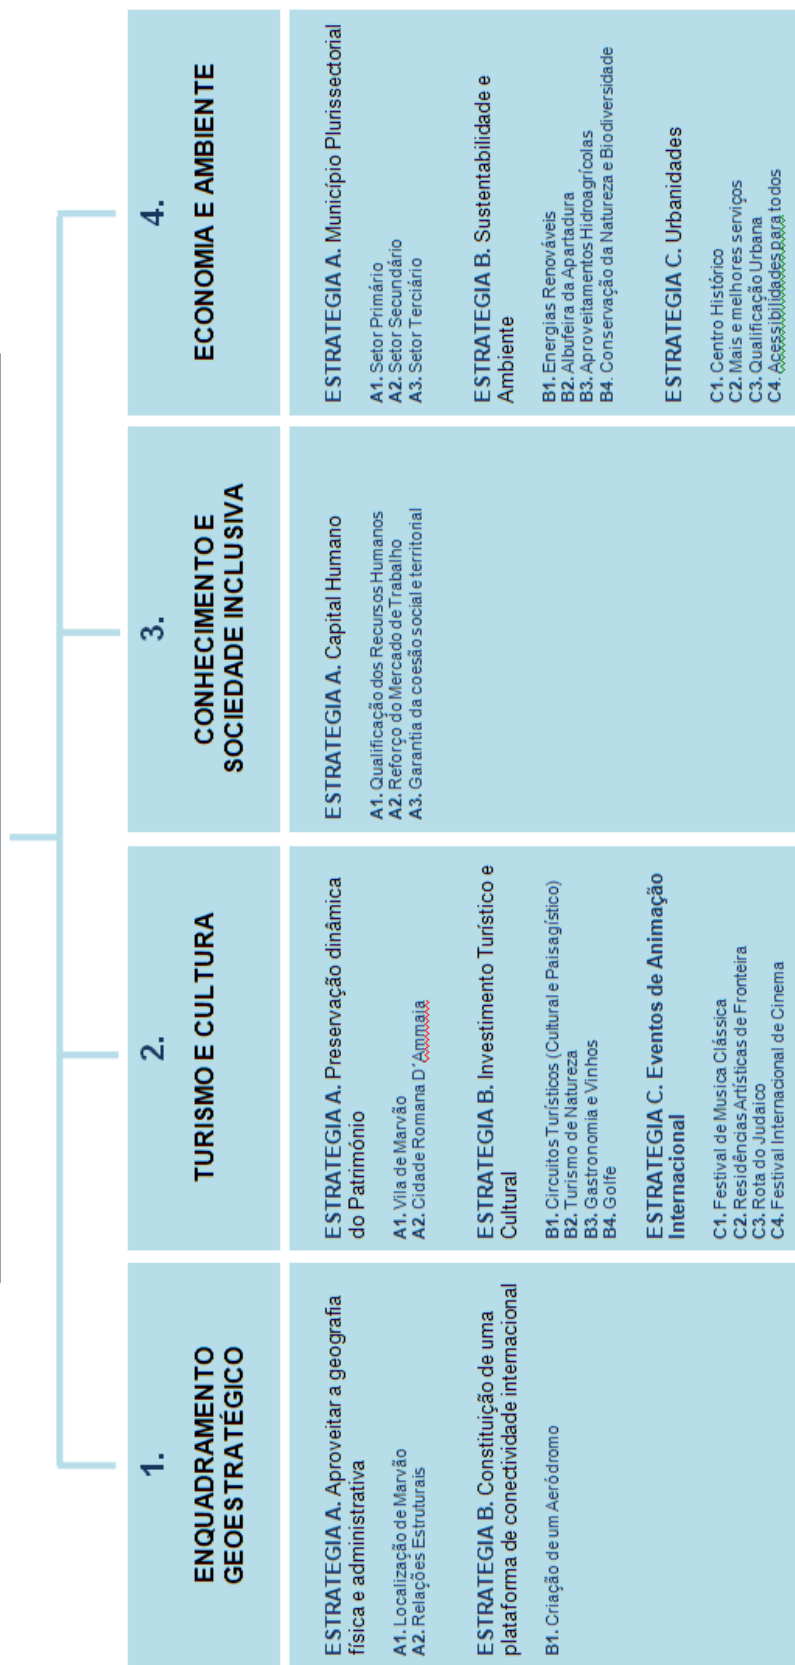 1.
ENQUADRAMENTO
GEOESTRATÉGICO
ESTRATEGIA A. Aproveitar a geografia
física e administrativa
A1. Localização de Marvão
A2. Relações Estruturais
ESTRATEGIA B. Constituição de uma
plataforma de conectividade internacional
B1. Criação de um Aeródromo
2.
TURISMO E CULTURA
ESTRATEGIA A. Preservação dinâmica
do Património
A1. Vila de Marvão
A2. Cidade Romana D´Ammaia
ESTRATEGIA B. Investimento Turístico e
Cultural
B1. Circuitos Turísticos (Cultural e Paisagístico)
B2. Turismo de Natureza
B3. Gastronomia e Vinhos
B4. Golfe
ESTRATEGIA C. Eventos de Animação
Internacional
C1. Festival de Musica Clássica
C2. Residências Artísticas de Fronteira
C3. Rota do Judaico
C4. Festival Internacional de Cinema
3.
CONHECIMENTO E
SOCIEDADE INCLUSIVA
ESTRATEGIA A. Capital Humano
A1. Qualificação dos Recursos Humanos
A2. Reforço do Mercado de Trabalho
A3. Garantia da coesão social e territorial
4.
ECONOMIA E AMBIENTE
ESTRATEGIA A. Município Plurissectorial
A1. Setor Primário
A2. Setor Secundário
A3. Setor Terciário
ESTRATEGIA B. Sustentabilidade e
Ambiente
B1. Energias Renováveis
B2. Albufeira da Apartadura
B3. Aproveitamentos Hidroagrícolas
B4. Conservação da Natureza e Biodiversidade
ESTRATEGIA C. Urbanidades
C1. Centro Histórico
C2. Mais e melhores serviços
C3. Qualificação Urbana
C4. Acessibilidades para todos